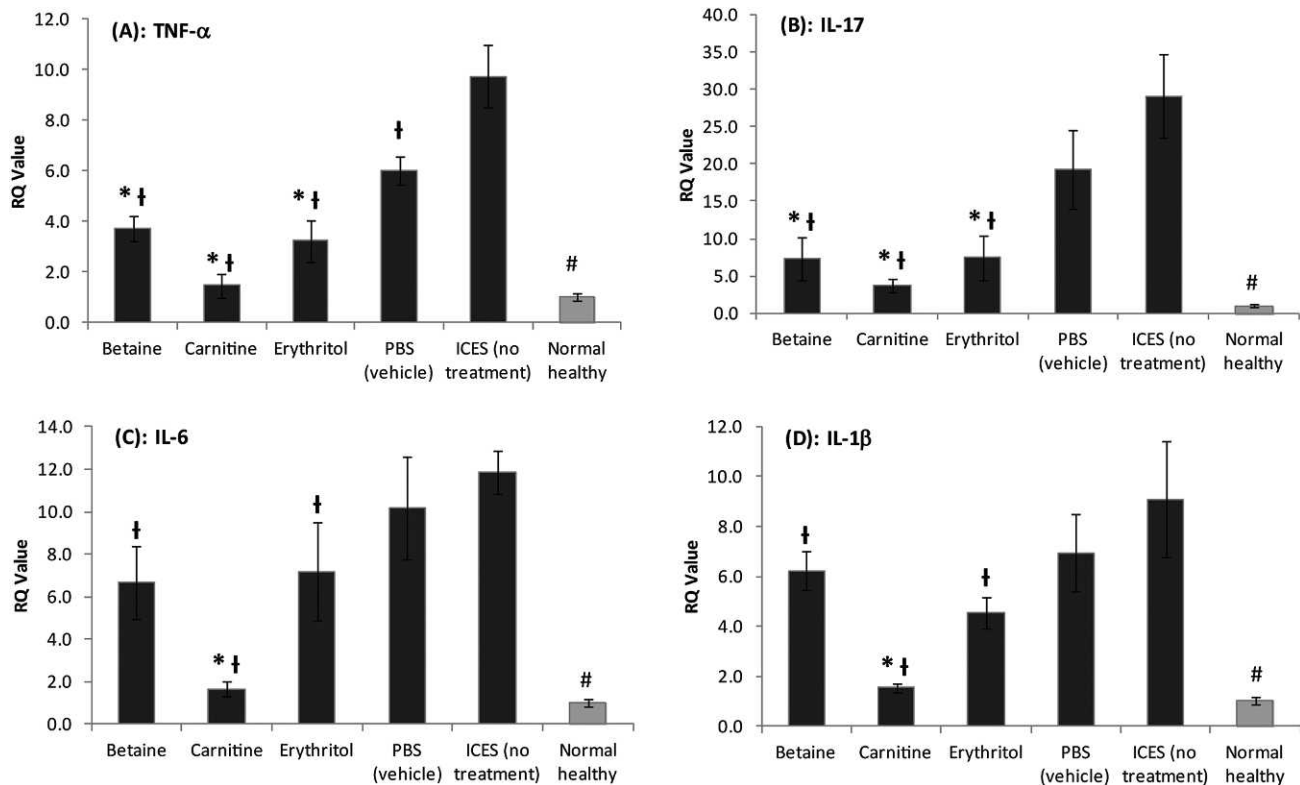 (A): TNF-α
12.0
10.0
8.0
6.0
4.0
2.0
0.0
RQ Value
* ƚ
* ƚ
* ƚ
ƚ
#
Betaine Carnitine Erythritol PBS (vehicle) ICES (no treatment) Normal healthy
(B): IL-17
40.0
35.0
30.0
25.0
20.0
15.0
10.0
5.0
0.0
RQ Value
* ƚ
* ƚ
* ƚ
#
Betaine Carnitine Erythritol PBS (vehicle) ICES (no treatment) Normal healthy
(C): IL-6
14.0
12.0
10.0
8.0
6.0
4.0
2.0
0.0
RQ Value
ƚ
* ƚ
ƚ
#
Betaine Carnitine Erythritol PBS (vehicle) ICES (no treatment) Normal healthy
(D): IL-1β
12.0
10.0
8.0
6.0
4.0
2.0
0.0
RQ Value
ƚ
* ƚ
ƚ
#
Betaine Carnitine Erythritol PBS (vehicle) ICES (no treatment) Normal healthy